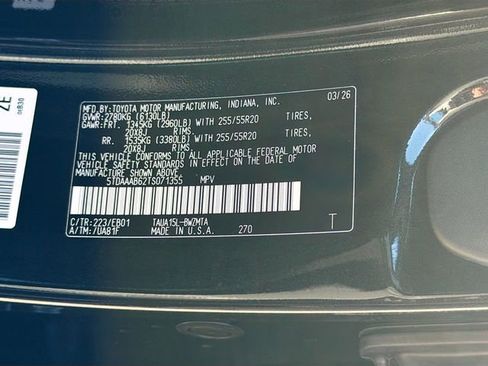 MFD.BY:TOYOTA MOTOR MANUFACTURING, INDIANA, INC. 03/26
GVWR:2780KG (6130LB)
GAWR:FRT. 1345KG (2960LB) WITH 255/55R20 TIRES,
20X8J RIMS,
RR. 1535KG (3380LB) WITH 255/55R20 TIRES,
20X8J RIMS.
THIS VEHICLE CONFORMS TO ALL APPLICABLE FEDERAL MOTOR
VEHICLE SAFETY STANDARDS IN EFFECT ON THE DATE OF
MANUFACTURE SHOWN ABOVE.
5TDAAAB62TS071355 MPV
C/TR:223/EB01 TAUA15L-BWZMTA
A/TM:7UA81F MADE IN U.S.A. 270 T